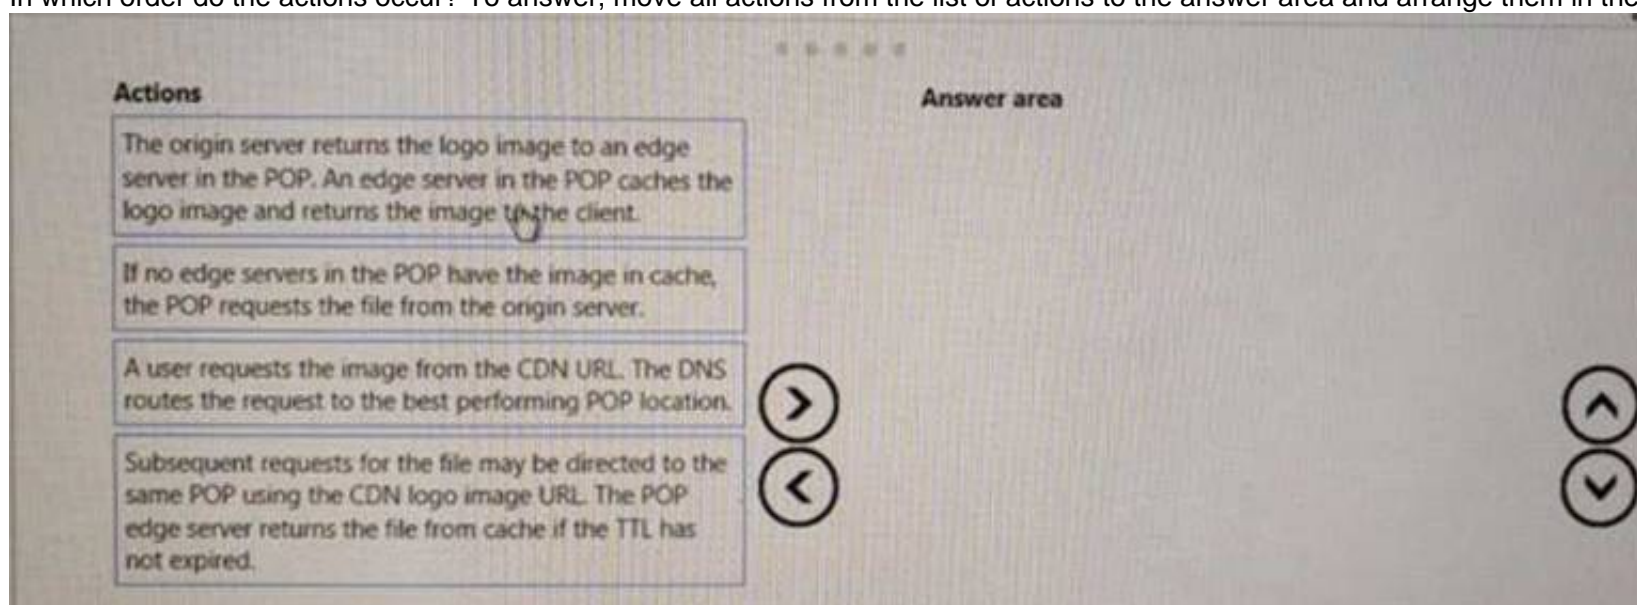 In which order do the actions occur? To answer, move all actions from the list of actions to the answer area and arrange them in the
Actions
Answer area
The origin server returns the logo image to an edge
server in the POP. An edge server in the POP caches the
logo image and returns the image to the client.
If no edge servers in the POP have the image in cache,
the POP requests the file from the origin server.
A user requests the image from the CDN URL. The DNS
routes the request to the best performing POP location.
Subsequent requests for the file may be directed to the
same POP using the CDN logo image URL. The POP
edge server returns the file from cache if the TTL has
not expired.